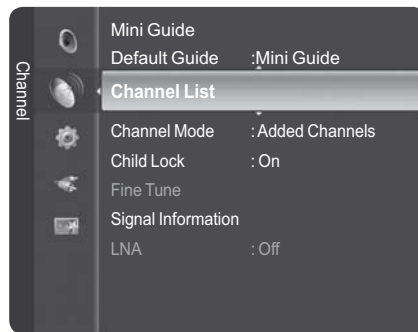 Channel
Mini Guide
Default Guide :Mini Guide
Channel List
Channel Mode : Added Channels
Child Lock : On
Fine Tune
Signal Information
LNA : Off